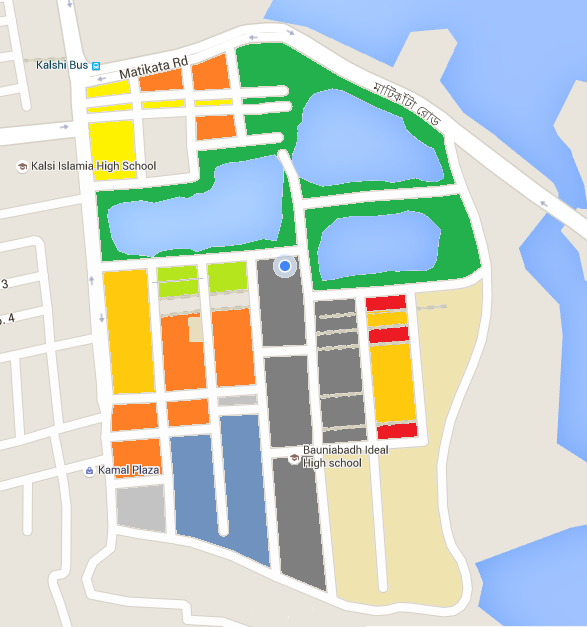 Kalshi Bus
Matikata Rd
মাটিকাটা রোড
Kalsi Islamia High School
3
o. 4
Bauniabadh Ideal
High school
Kamal Plaza